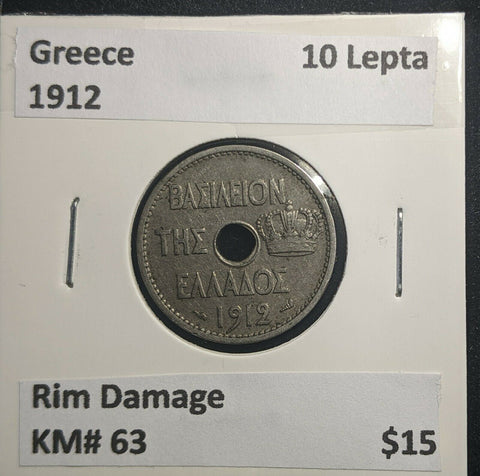 Greece 10 Lepta
1912
ΒΑΣΙΛΕΙΟΝ
ΤΗΣ
ΕΛΛΑΔΟΣ
1912
Rim Damage
KM# 63 $15